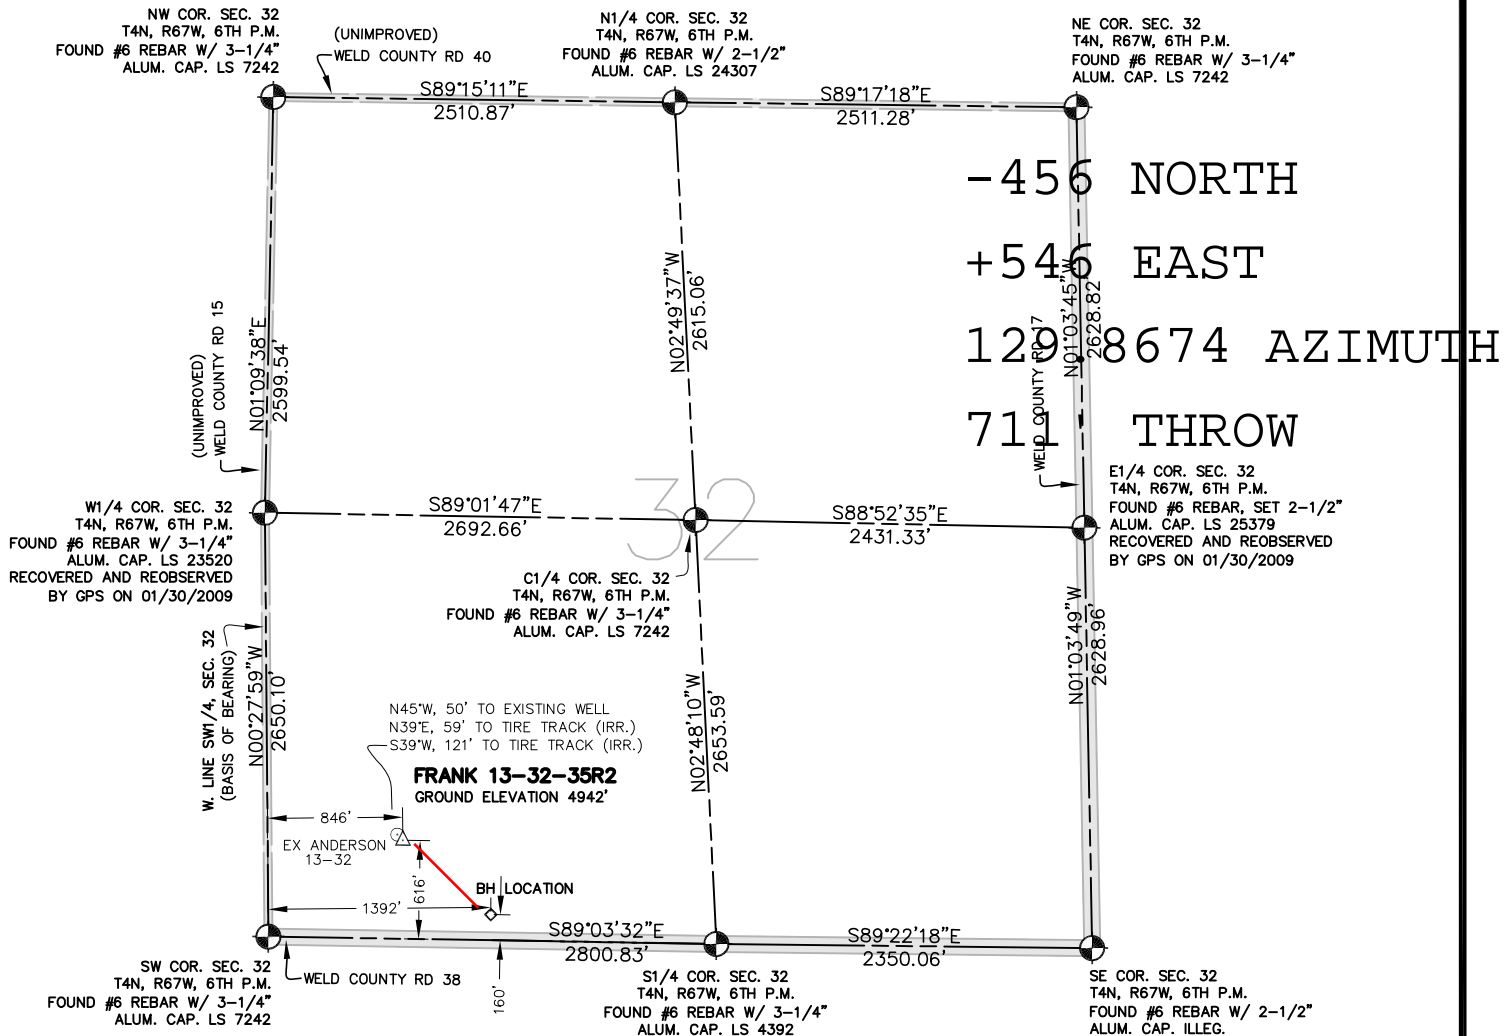 NW COR. SEC. 32
T4N, R67W, 6TH P.M.
FOUND #6 REBAR W/ 3-1/4"
ALUM. CAP. LS 7242
(UNIMPROVED)
WELD COUNTY RD 40
N1/4 COR. SEC. 32
T4N, R67W, 6TH P.M.
FOUND #6 REBAR W/ 2-1/2"
ALUM. CAP. LS 24307
NE COR. SEC. 32
T4N, R67W, 6TH P.M.
FOUND #6 REBAR W/ 3-1/4"
ALUM. CAP. LS 7242
S89°15'11"E
2510.87'
S89°17'18"E
2511.28'
-456 NORTH
+546 EAST
129.8674 AZIMUTH
711 THROW
N01°09'38"E
2599.54'
(UNIMPROVED)
WELD COUNTY RD 15
N02°49'37"W
2615.06'
N01°03'45"W
2628.82'
WELD COUNTY RD 17
W1/4 COR. SEC. 32
T4N, R67W, 6TH P.M.
FOUND #6 REBAR W/ 3-1/4"
ALUM. CAP. LS 23520
RECOVERED AND REOBSERVED
BY GPS ON 01/30/2009
S89°01'47"E
2692.66'
32
S88°52'35"E
2431.33'
E1/4 COR. SEC. 32
T4N, R67W, 6TH P.M.
FOUND #6 REBAR, SET 2-1/2"
ALUM. CAP. LS 25379
RECOVERED AND REOBSERVED
BY GPS ON 01/30/2009
C1/4 COR. SEC. 32
T4N, R67W, 6TH P.M.
FOUND #6 REBAR W/ 3-1/4"
ALUM. CAP. LS 7242
W. LINE SW1/4, SEC. 32
(BASIS OF BEARING)
N00°27'59"W
2650.10'
N02°48'10"W
2653.59'
N01°03'49"W
2628.96'
N45°W, 50' TO EXISTING WELL
N39°E, 59' TO TIRE TRACK (IRR.)
S39°W, 121' TO TIRE TRACK (IRR.)
FRANK 13-32-35R2
GROUND ELEVATION 4942'
846'
EX ANDERSON
13-32
616'
BH LOCATION
1392'
160'
S89°03'32"E
2800.83'
S89°22'18"E
2350.06'
SW COR. SEC. 32
T4N, R67W, 6TH P.M.
FOUND #6 REBAR W/ 3-1/4"
ALUM. CAP. LS 7242
WELD COUNTY RD 38
S1/4 COR. SEC. 32
T4N, R67W, 6TH P.M.
FOUND #6 REBAR W/ 3-1/4"
ALUM. CAP. LS 4392
SE COR. SEC. 32
T4N, R67W, 6TH P.M.
FOUND #6 REBAR W/ 2-1/2"
ALUM. CAP. ILLEG.